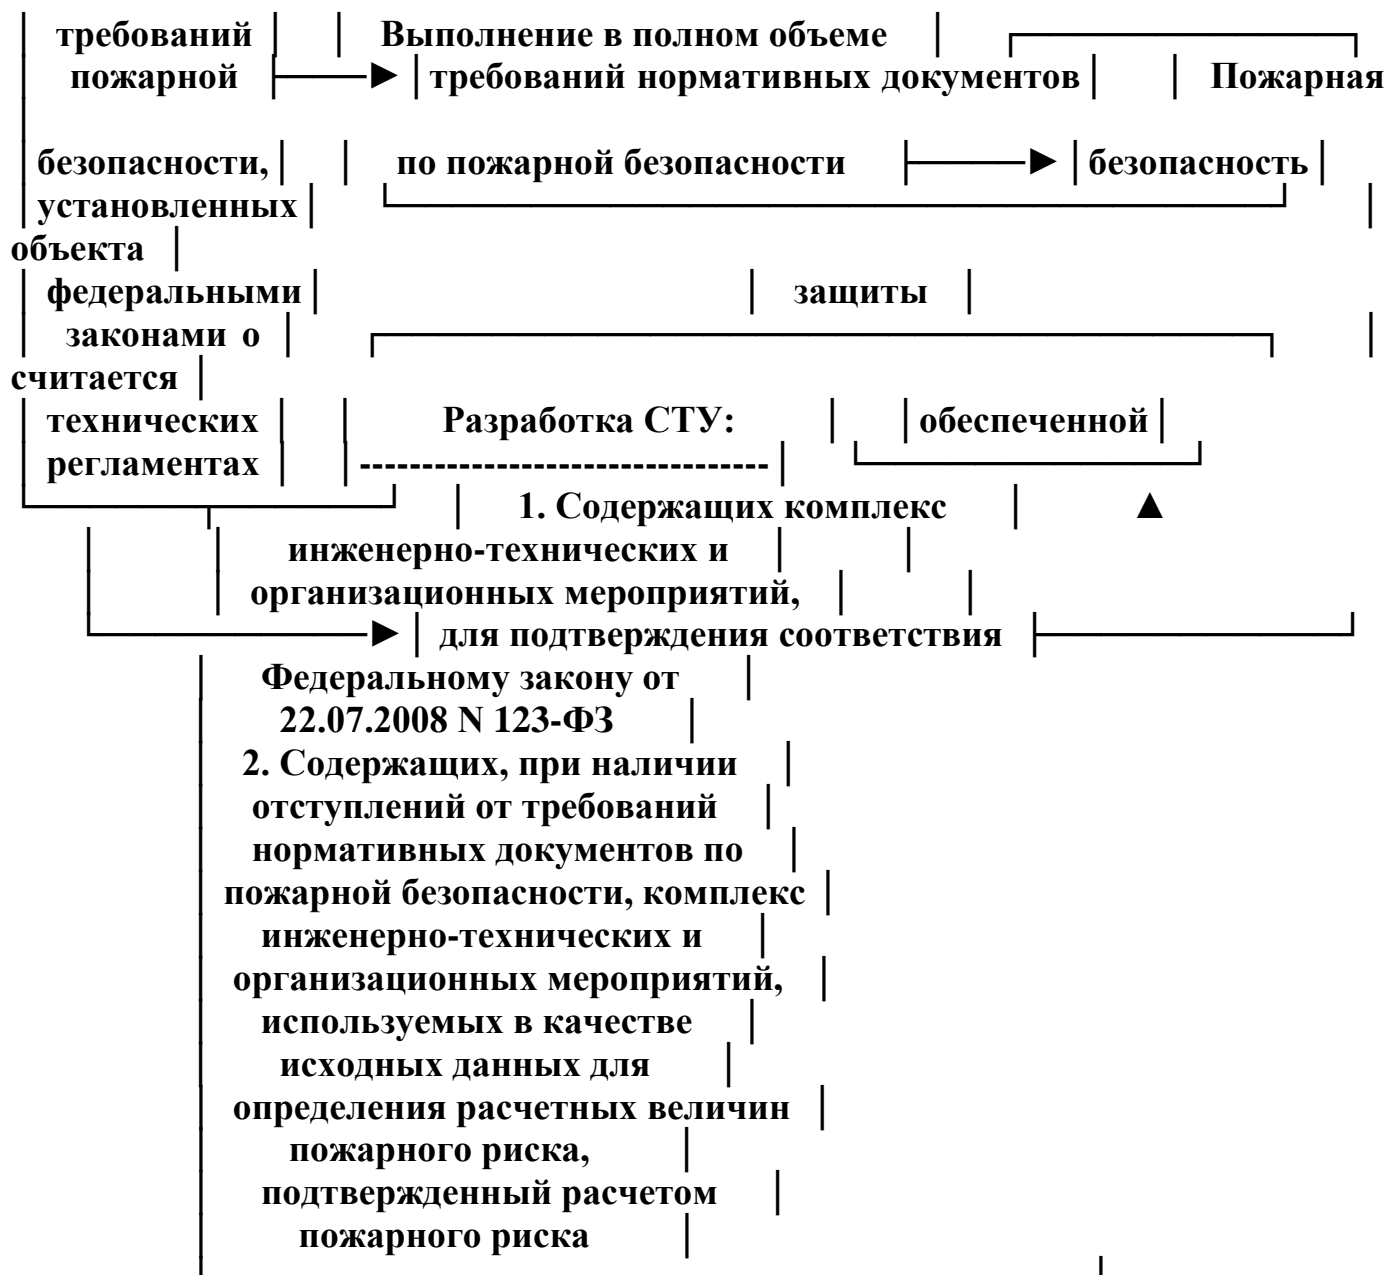 требований Выполнение в полном объеме
пожарной требований нормативных документов Пожарная
безопасности, по пожарной безопасности безопасность
установленных
объекта
федеральными защиты
законами о
считается
технических Разработка СТУ: обеспеченной
регламентах ---------------------------------
1. Содержащих комплекс
инженерно-технических и
организационных мероприятий,
для подтверждения соответствия
Федеральному закону от
22.07.2008 N 123-ФЗ
2. Содержащих, при наличии
отступлений от требований
нормативных документов по
пожарной безопасности, комплекс
инженерно-технических и
организационных мероприятий,
используемых в качестве
исходных данных для
определения расчетных величин
пожарного риска,
подтвержденный расчетом
пожарного риска